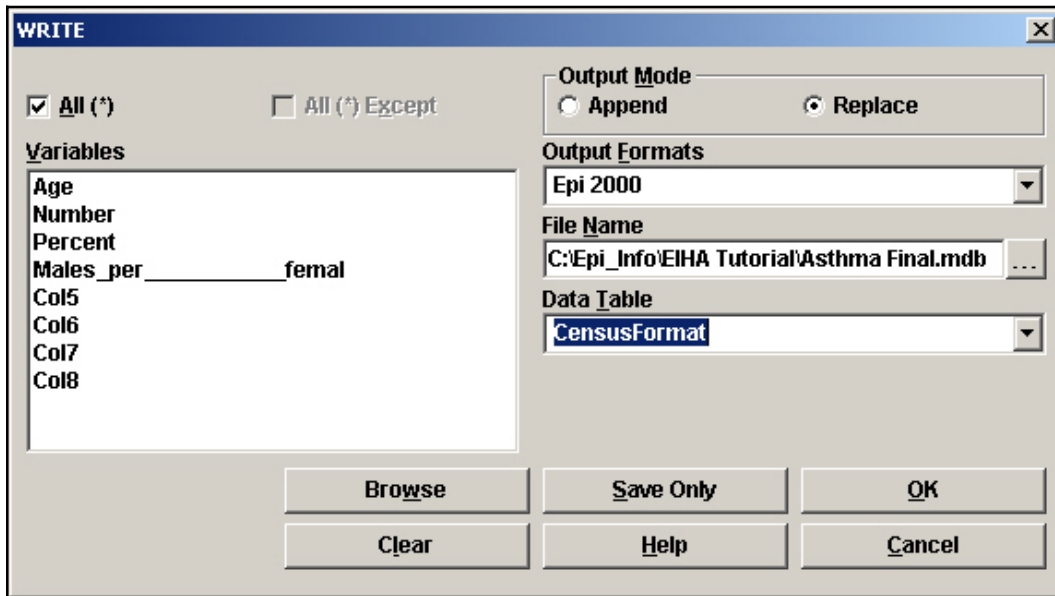 WRITE
All (*)
All (*) Except
Output Mode
Append
Replace
Variables
Age
Number
Percent
Males_per____________femal
Col5
Col6
Col7
Col8
Output Formats
Epi 2000
File Name
C:\Epi_Info\EIHA Tutorial\Asthma Final.mdb
...
Data Table
CensusFormat
Browse
Save Only
OK
Clear
Help
Cancel